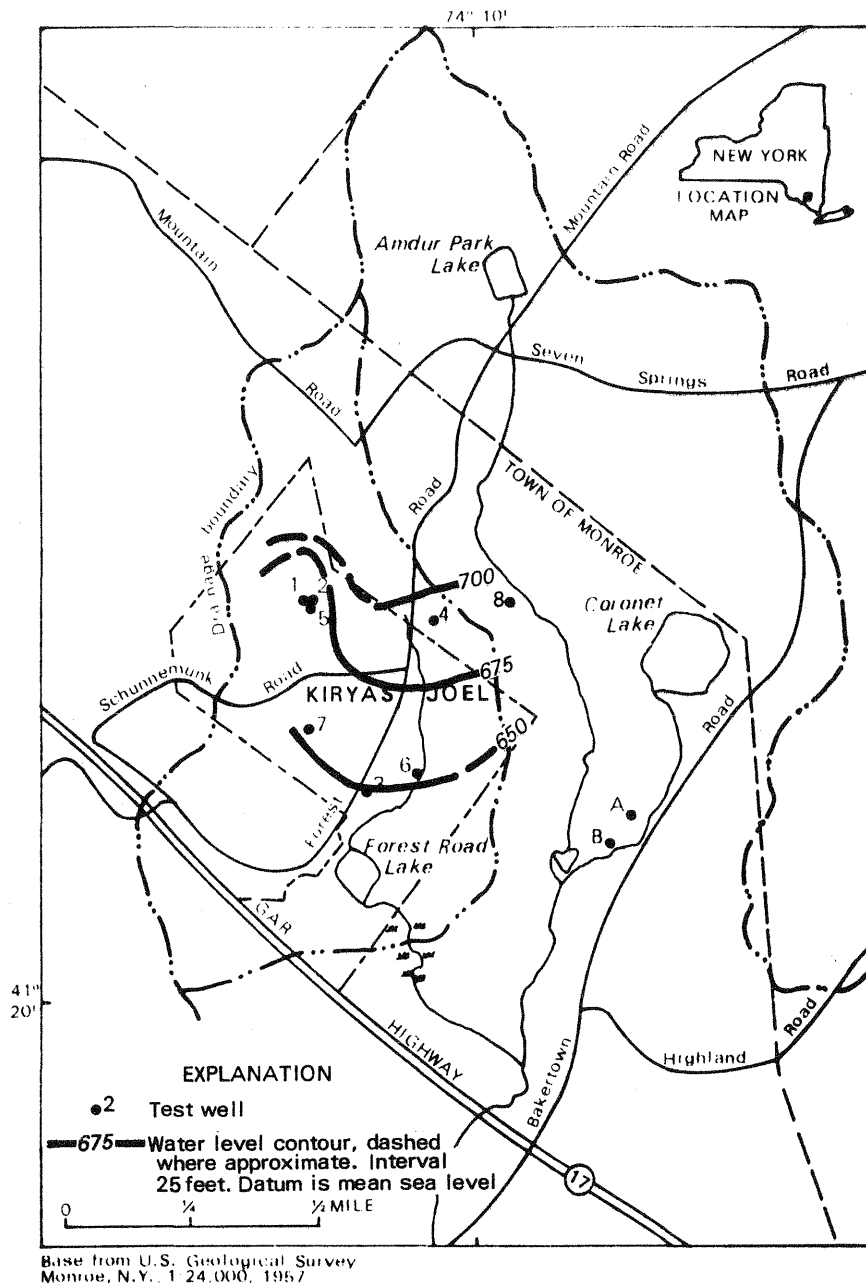 74° 10'
Mountain Road
NEW YORK
LOCATION
MAP
Amdur Park
Lake
Mountain
Road
Seven
Springs
Road
Road
TOWN OF MONROE
Drainage boundary
700
1
2
5
4
8
Coronet
Lake
675
Schunnemunk
Road
KIRYAS JOEL
650
Road
7
6
3
A
B
Forest
Forest Road
Lake
GAR
HIGHWAY
41°
20'
Bakertown
Highland
Road
17
EXPLANATION
2 Test well
675 Water level contour, dashed
where approximate. Interval
25 feet. Datum is mean sea level
0 ¼ ½ MILE
Base from U.S. Geological Survey
Monroe, N.Y., 1:24,000, 1957